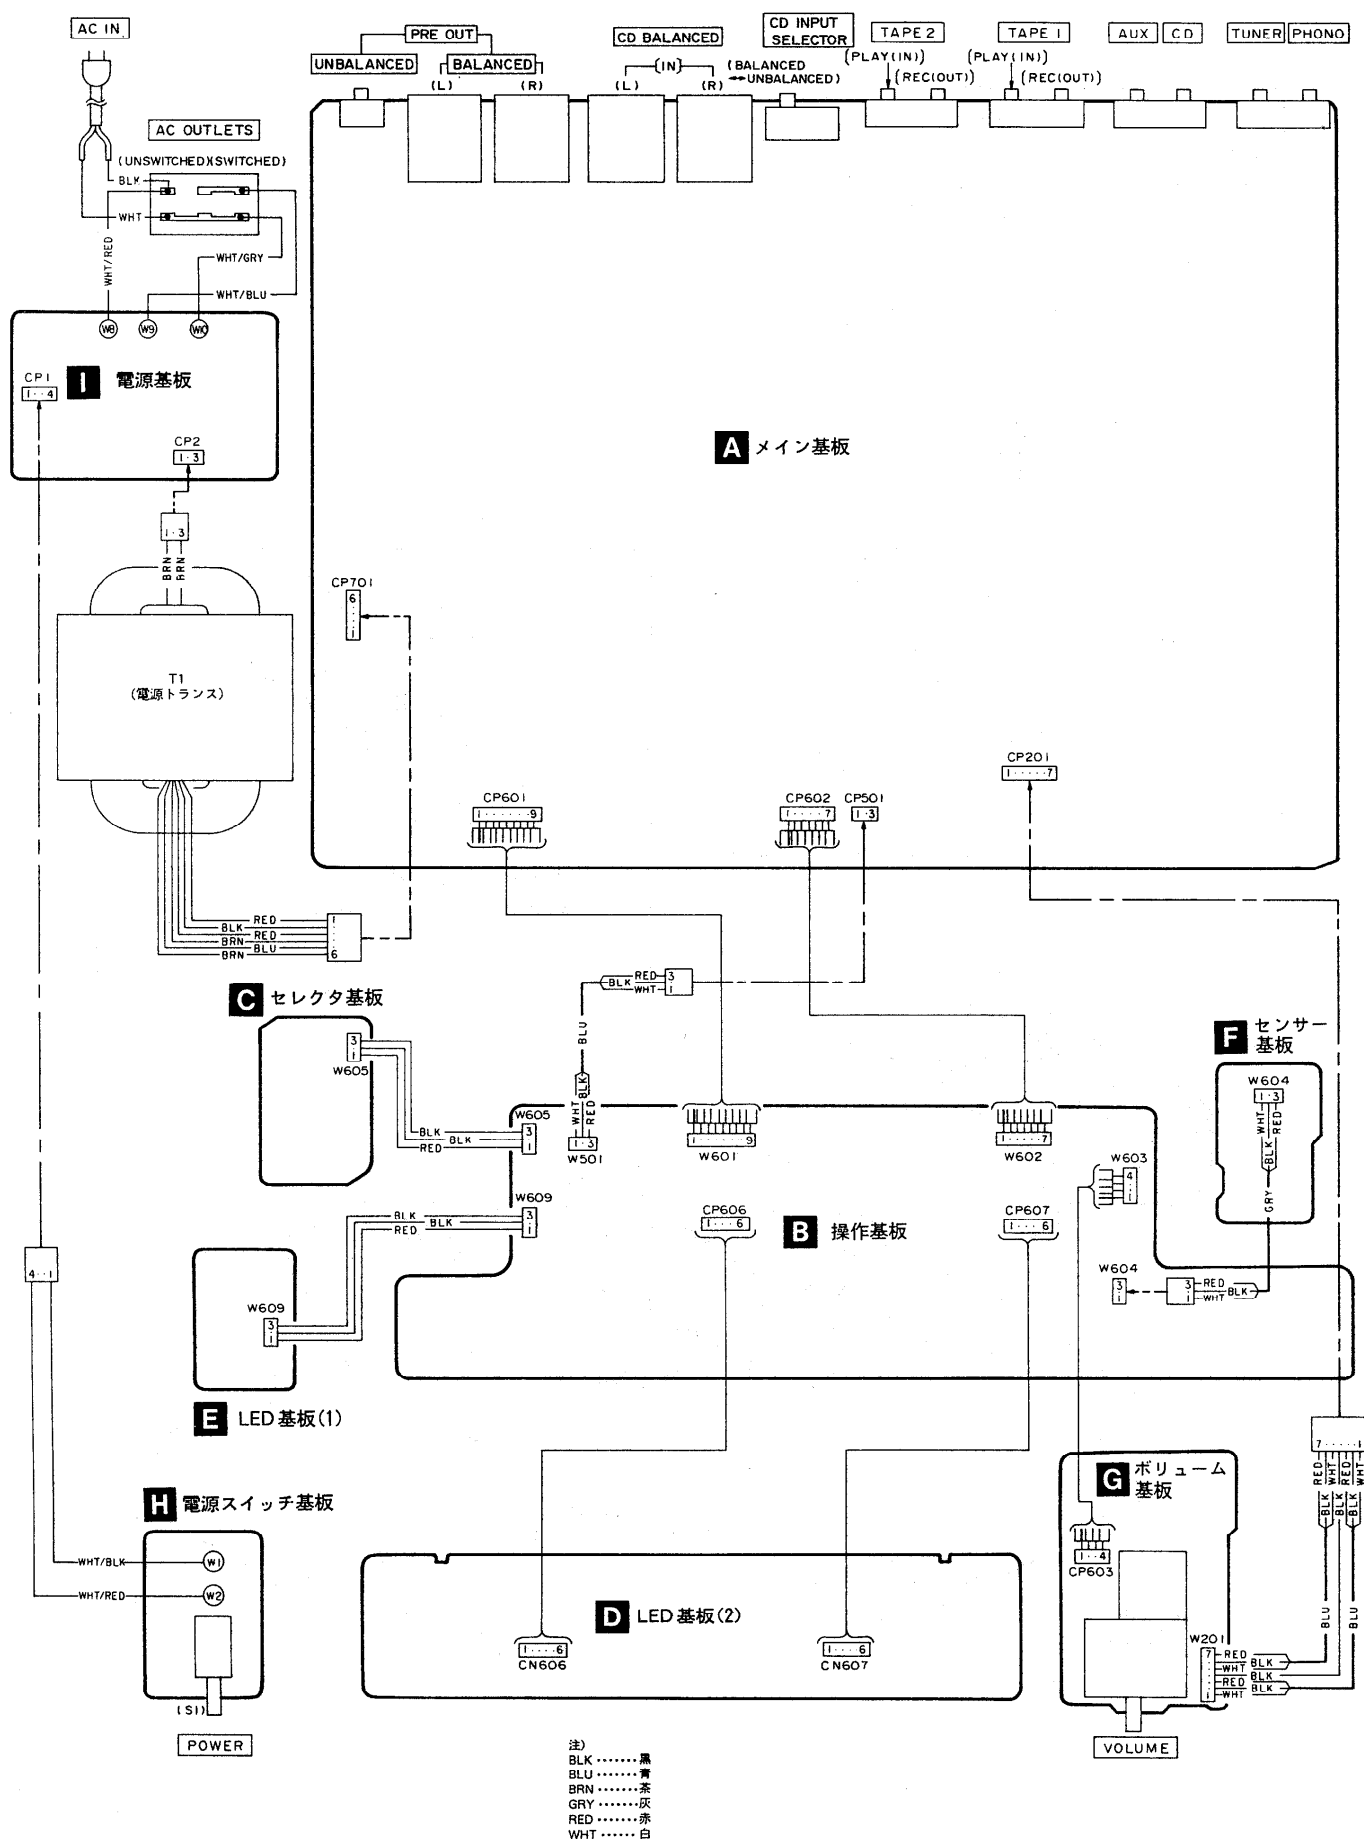 AC IN
PRE OUT
UNBALANCED
BALANCED
(L)
(R)
CD BALANCED
(IN)
(L)
(R)
CD INPUT
SELECTOR
(BALANCED
↔UNBALANCED)
TAPE 2
(PLAY(IN))
(REC(OUT))
TAPE 1
(PLAY(IN))
(REC(OUT))
AUX
CD
TUNER
PHONO
AC OUTLETS
(UNSWITCHED)(SWITCHED)
BLK
WHT
WHT/RED
WHT/GRY
WHT/BLU
W8
W9
W10
CP1
1··4
I 電源基板
CP2
1·3
1·3
BRN
BRN
T1
(電源トランス)
A メイン基板
CP701
6
1
CP201
1·····7
CP601
1······9
CP602
1····7
CP501
1·3
RED
BLK
RED
BRN
BLU
BRN
1
6
C セレクタ基板
3
1
W605
RED
BLK
WHT
3
1
BLU
WHT
BLK
RED
1·3
W501
W605
3
1
BLK
BLK
RED
W609
3
1
BLK
BLK
RED
1······9
W601
1·····7
W602
W603
4
1
F センサー
基板
W604
1·3
WHT
RED
BLK
GRY
CP606
1···6
B 操作基板
CP607
1···6
W604
3
1
3
1
RED
BLK
WHT
4··1
W609
3
1
E LED基板(1)
H 電源スイッチ基板
WHT/BLK
W1
WHT/RED
W2
(S1)
POWER
D LED基板(2)
1····6
CN606
1····6
CN607
G ボリューム
基板
1··4
CP603
7·····1
RED
WHT
RED
WHT
BLK
BLK
BLK
BLU
BLU
W201
7
1
RED
BLK
WHT
BLK
RED
BLK
WHT
VOLUME
注)
BLK ······· 黒
BLU ······· 青
BRN ······· 茶
GRY ······· 灰
RED ······· 赤
WHT ······ 白